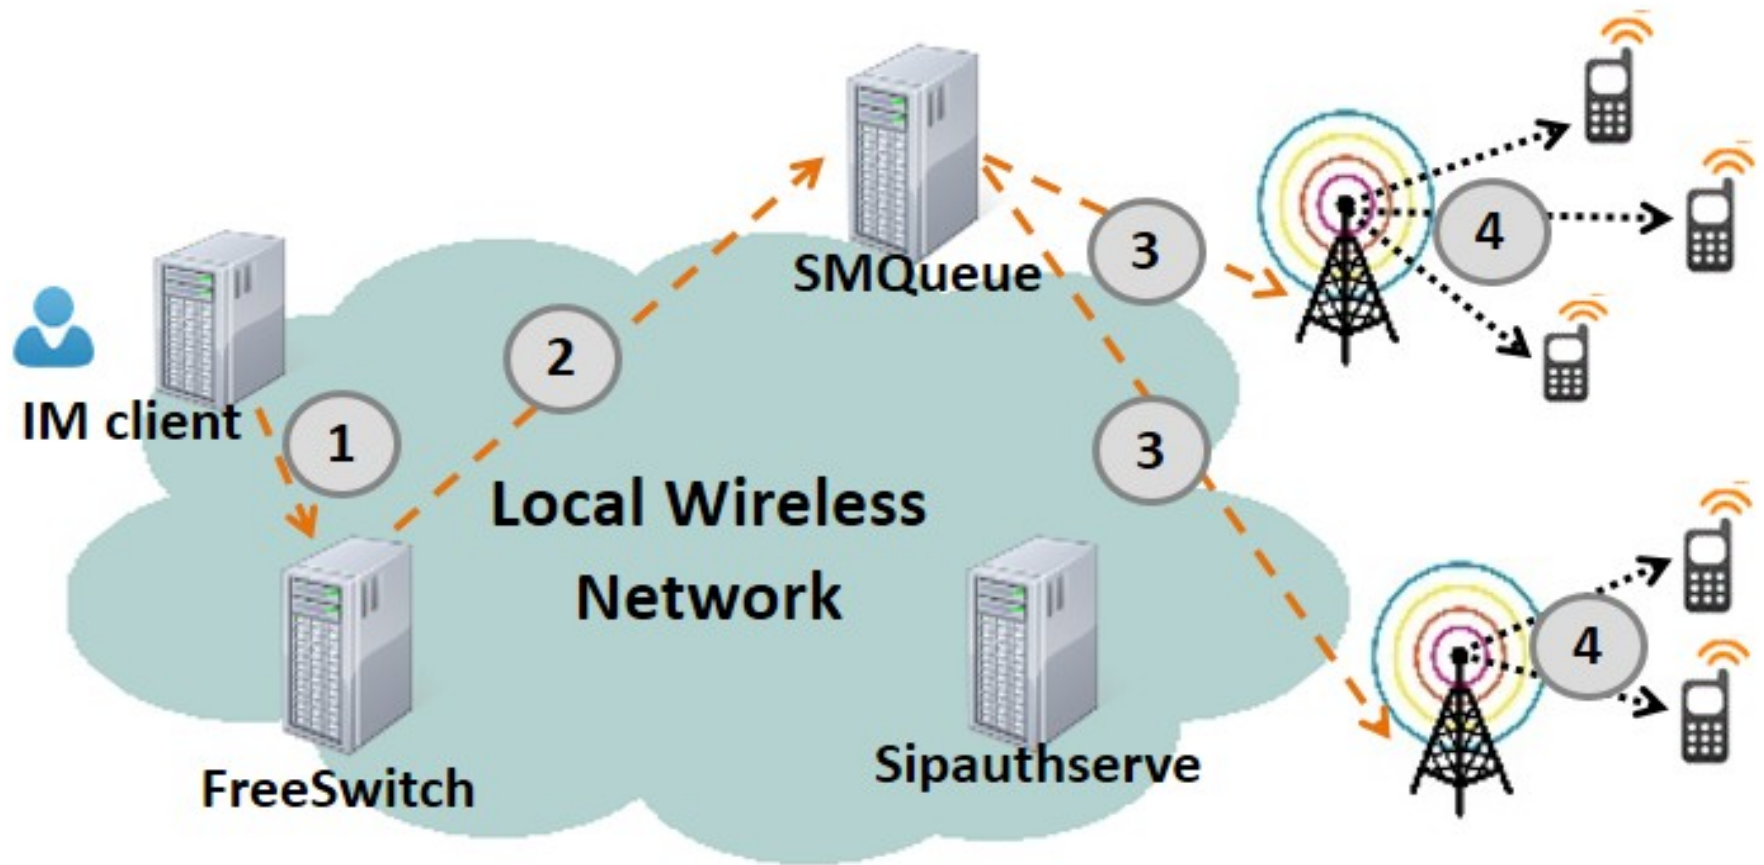 SMQueue
3
4
IM client
1
2
3
Local Wireless
Network
4
FreeSwitch
Sipauthserve